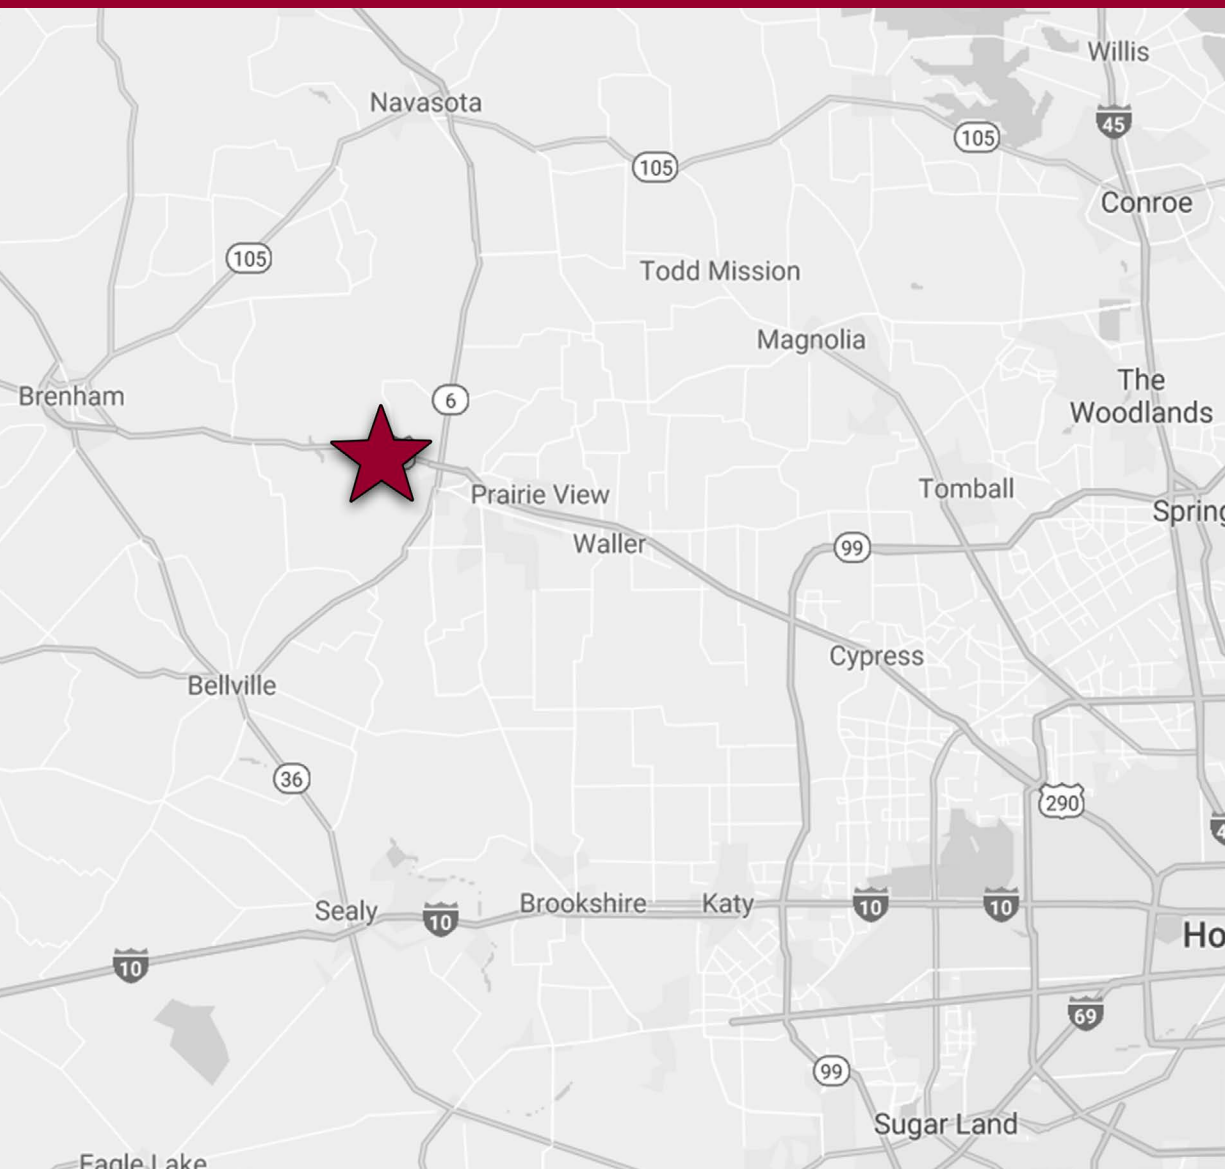 Willis
Navasota
45
105
105
Conroe
105
Todd Mission
Magnolia
The
Woodlands
Brenham
6
Tomball
Prairie View
Spring
Waller
99
Cypress
Bellville
36
290
4
Brookshire
Katy
10
10
Sealy
10
Ho
10
69
99
Sugar Land
Eagle Lake